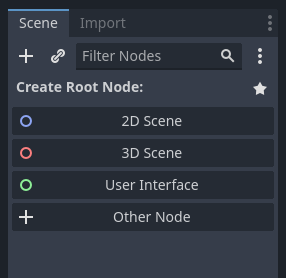 Scene Import
Filter Nodes
Create Root Node:
2D Scene
3D Scene
User Interface
Other Node